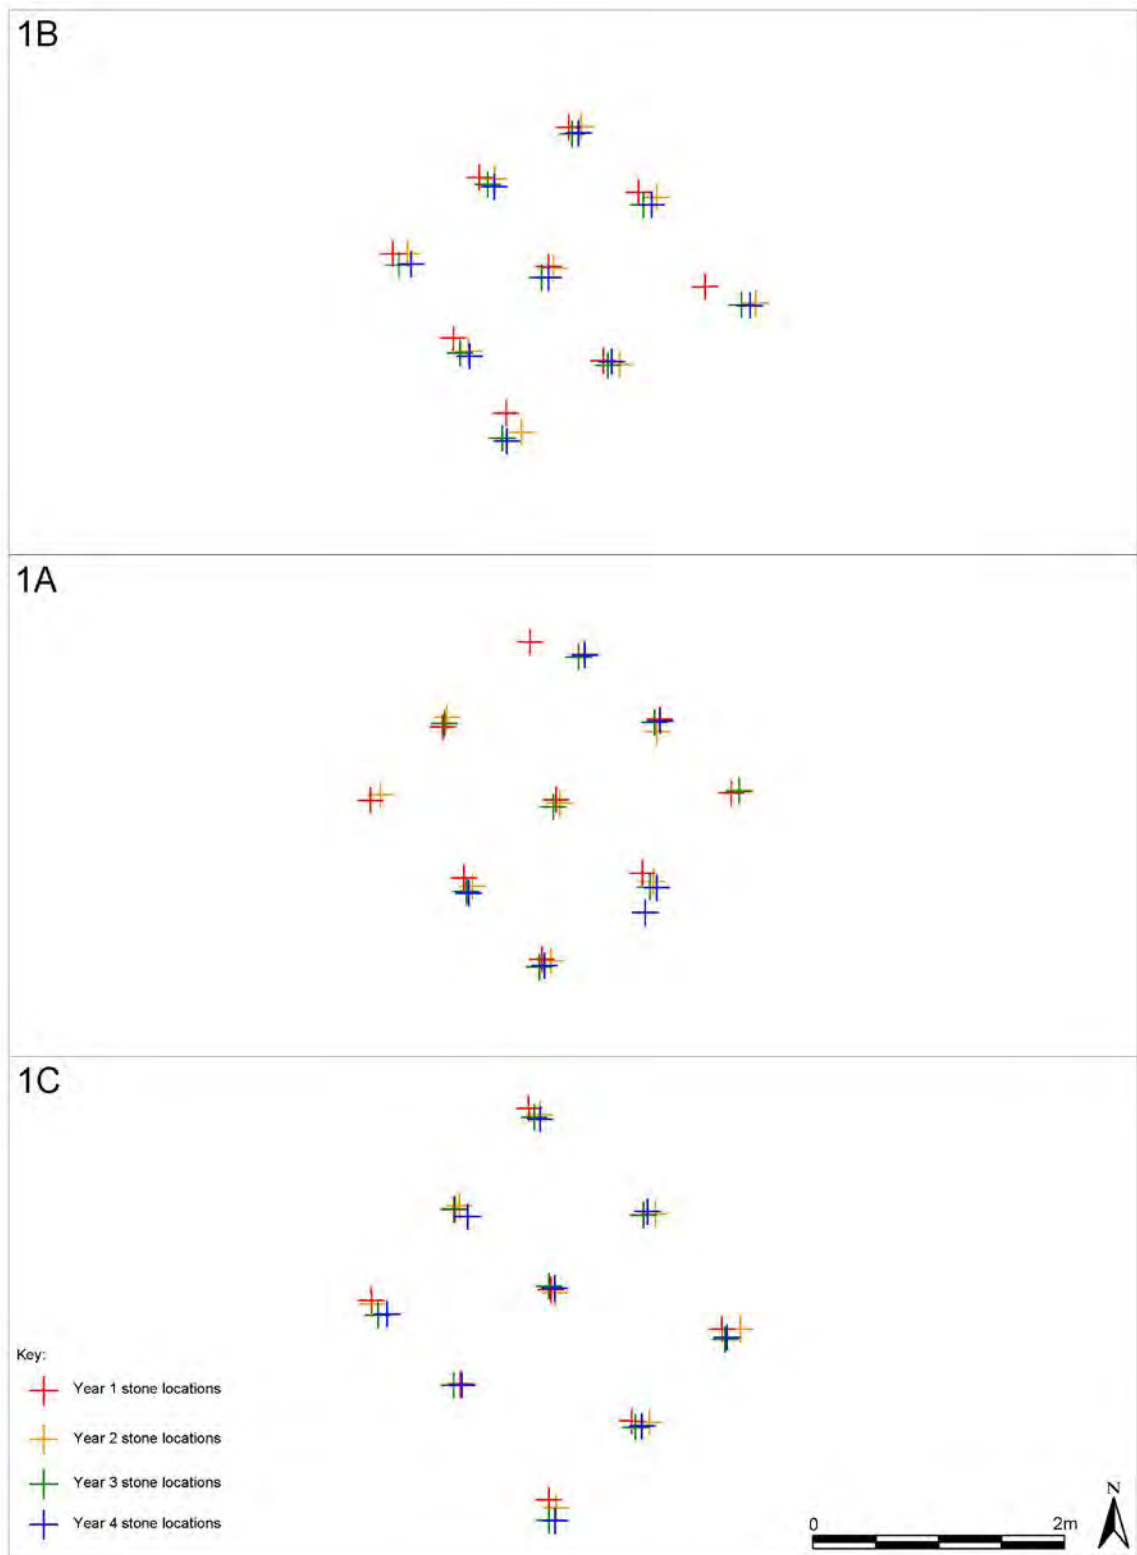 1B
1A
1C
Key:
Year 1 stone locations
Year 2 stone locations
Year 3 stone locations
Year 4 stone locations
0 2m
N